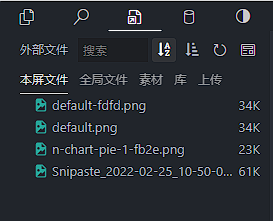 外部文件 搜索
本屏文件 全局文件 素材 库 上传
default-fdfd.png 34K
default.png 34K
n-chart-pie-1-fb2e.png 23K
Snipaste_2022-02-25_10-50-0... 61K